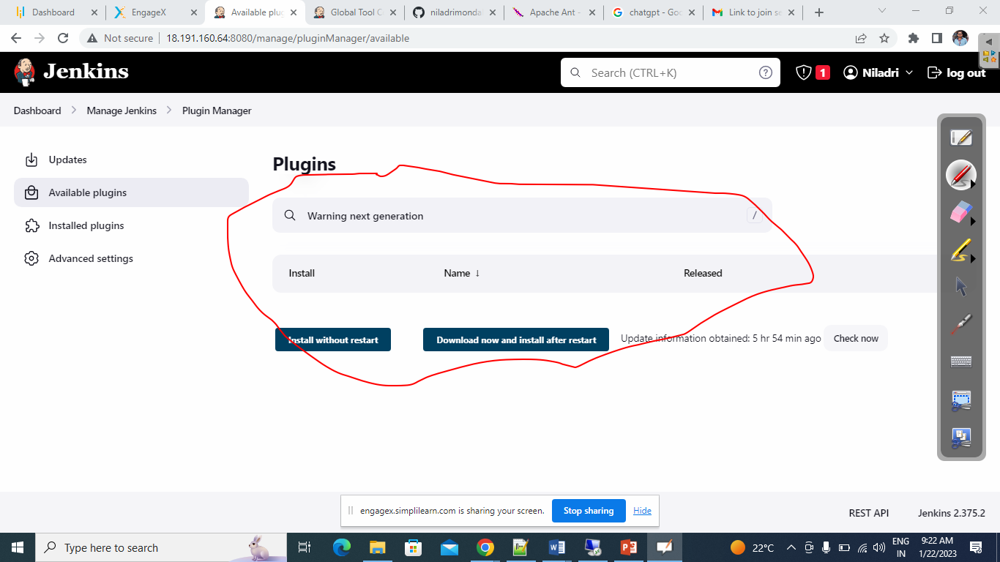 Dashboard
EngageX
Available plu
Global Tool C
niladrimonda
Apache Ant -
chatgpt - Goo
Link to join se
Not secure
18.191.160.64:8080/manage/pluginManager/available
Jenkins
Search (CTRL+K)
1
Niladri
log out
Dashboard
Manage Jenkins
Plugin Manager
Updates
Available plugins
Installed plugins
Advanced settings
Plugins
Warning next generation
/
Install
Name ↓
Released
Install without restart
Download now and install after restart
Update information obtained: 5 hr 54 min ago
Check now
engagex.simplilearn.com is sharing your screen.
Stop sharing
Hide
REST API
Jenkins 2.375.2
Type here to search
22°C
ENG
IN
9:22 AM
1/22/2023